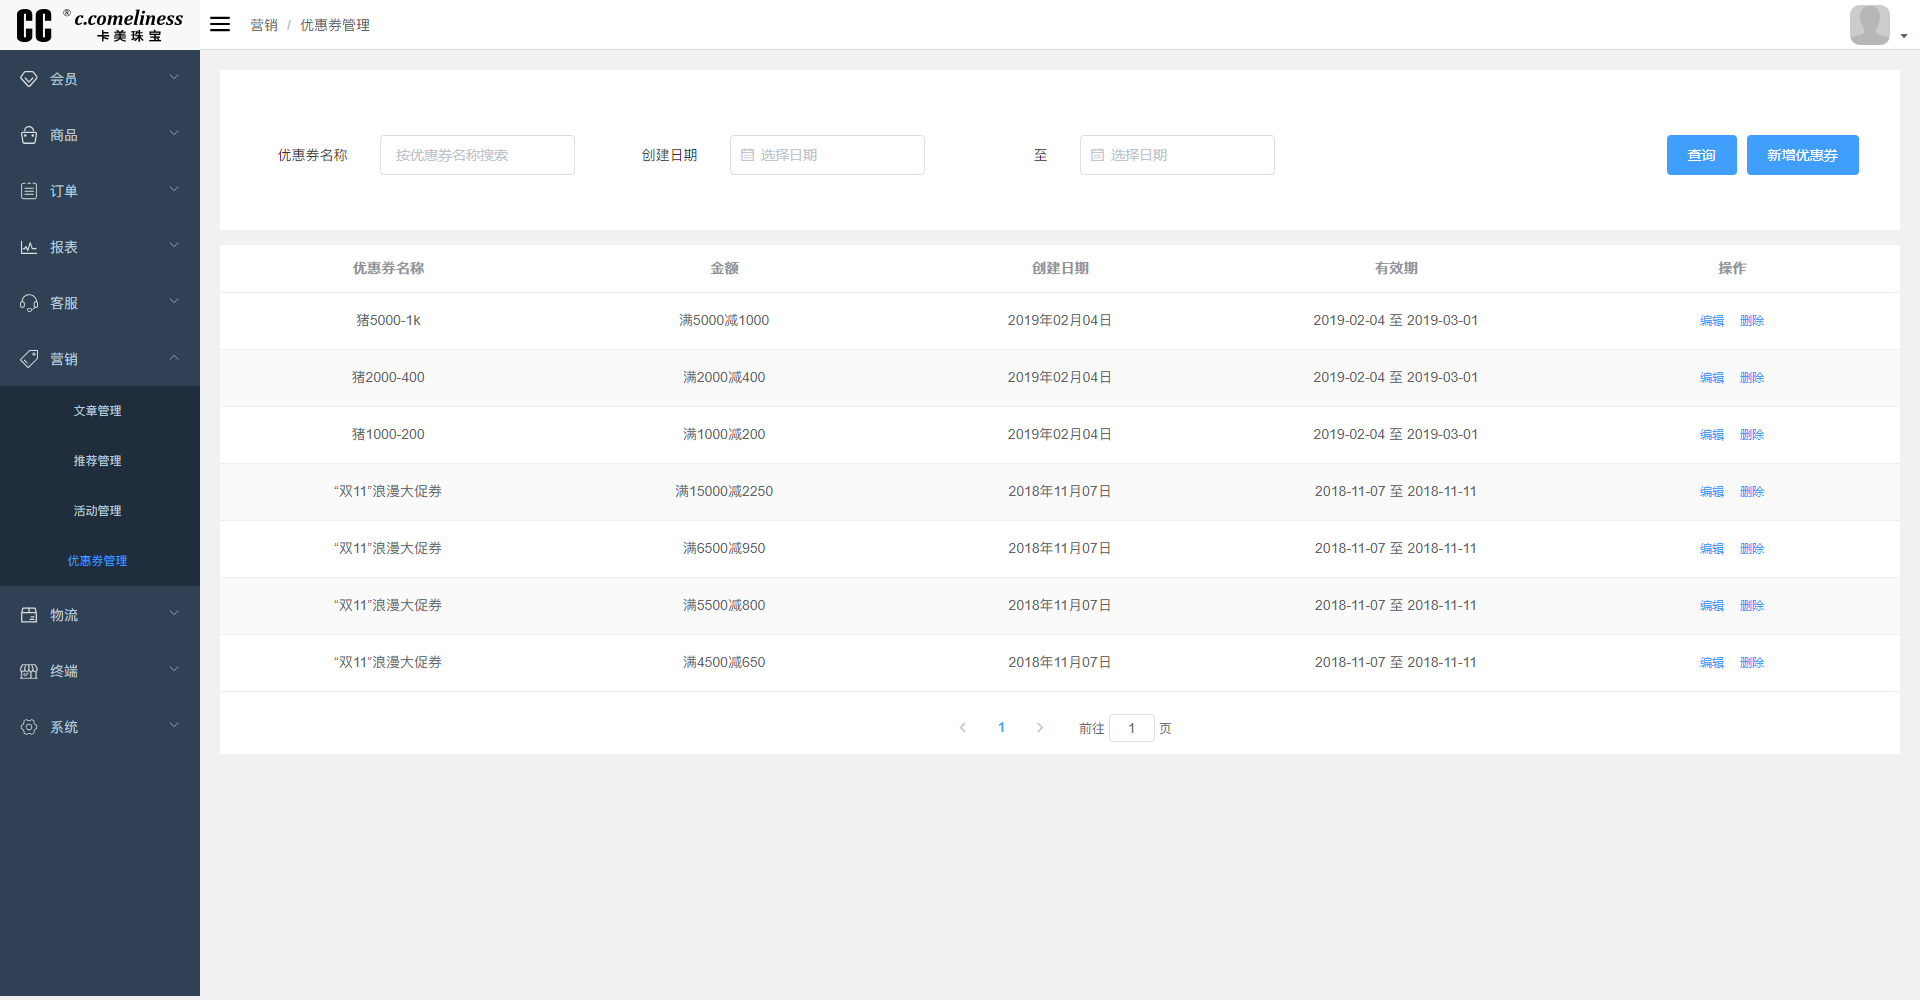 CC ® c.comeliness
卡美珠宝
营销 / 优惠券管理
会员
商品
订单
报表
客服
营销
文章管理
推荐管理
活动管理
优惠券管理
物流
终端
系统
优惠券名称 按优惠券名称搜索 创建日期 选择日期 至 选择日期 查询 新增优惠券
优惠券名称 金额 创建日期 有效期 操作
猪5000-1k 满5000减1000 2019年02月04日 2019-02-04 至 2019-03-01 编辑 删除
猪2000-400 满2000减400 2019年02月04日 2019-02-04 至 2019-03-01 编辑 删除
猪1000-200 满1000减200 2019年02月04日 2019-02-04 至 2019-03-01 编辑 删除
“双11”浪漫大促券 满15000减2250 2018年11月07日 2018-11-07 至 2018-11-11 编辑 删除
“双11”浪漫大促券 满6500减950 2018年11月07日 2018-11-07 至 2018-11-11 编辑 删除
“双11”浪漫大促券 满5500减800 2018年11月07日 2018-11-07 至 2018-11-11 编辑 删除
“双11”浪漫大促券 满4500减650 2018年11月07日 2018-11-07 至 2018-11-11 编辑 删除
1 前往 1 页